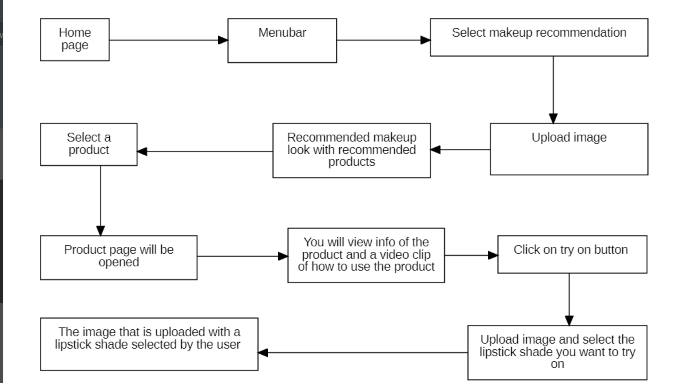 Home
page
Menubar
Select makeup recommendation
Upload image
Recommended makeup
look with recommended
products
Select a
product
Product page will be
opened
You will view info of the
product and a video clip
of how to use the product
Click on try on button
Upload image and select the
lipstick shade you want to try
on
The image that is uploaded with a
lipstick shade selected by the user